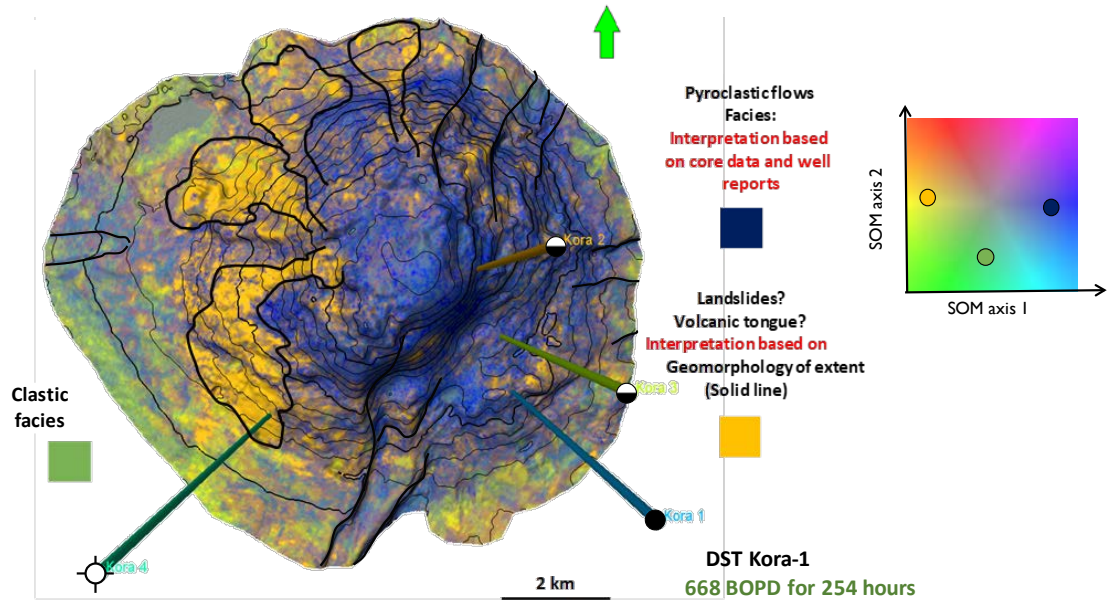 Pyroclastic flows
Facies:
Interpretation based
on core data and well
reports
SOM axis 2
SOM axis 1
Kora 2
Landslides?
Volcanic tongue?
Interpretation based on
Geomorphology of extent
(Solid line)
Kora 3
Clastic
facies
Kora 1
Kora 4
DST Kora-1
668 BOPD for 254 hours
2 km